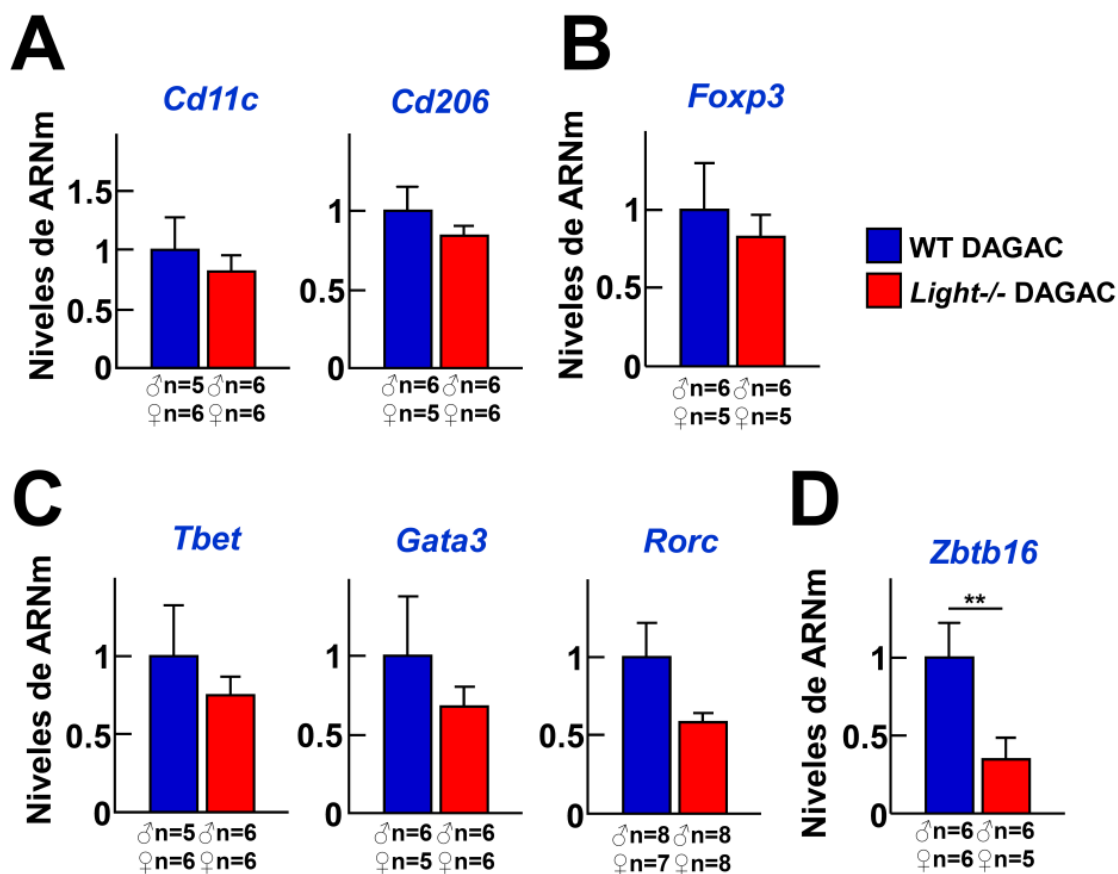 A
B
Cd11c
Cd206
Foxp3
Niveles de ARNm
1.5
1
0.5
0
♂n=5 ♂n=6
♀n=6 ♀n=6
1
0.5
0
♂n=6 ♂n=6
♀n=5 ♀n=6
Niveles de ARNm
1
0.5
0
♂n=6 ♂n=6
♀n=5 ♀n=5
WT DAGAC
Light-/- DAGAC
C
D
Tbet
Gata3
Rorc
Zbtb16
Niveles de ARNm
1
0.5
0
♂n=5 ♂n=6
♀n=6 ♀n=6
1
0.5
0
♂n=6 ♂n=6
♀n=5 ♀n=6
1
0.5
0
♂n=8 ♂n=8
♀n=7 ♀n=8
Niveles de ARNm
**
1
0.5
0
♂n=6 ♂n=6
♀n=6 ♀n=5